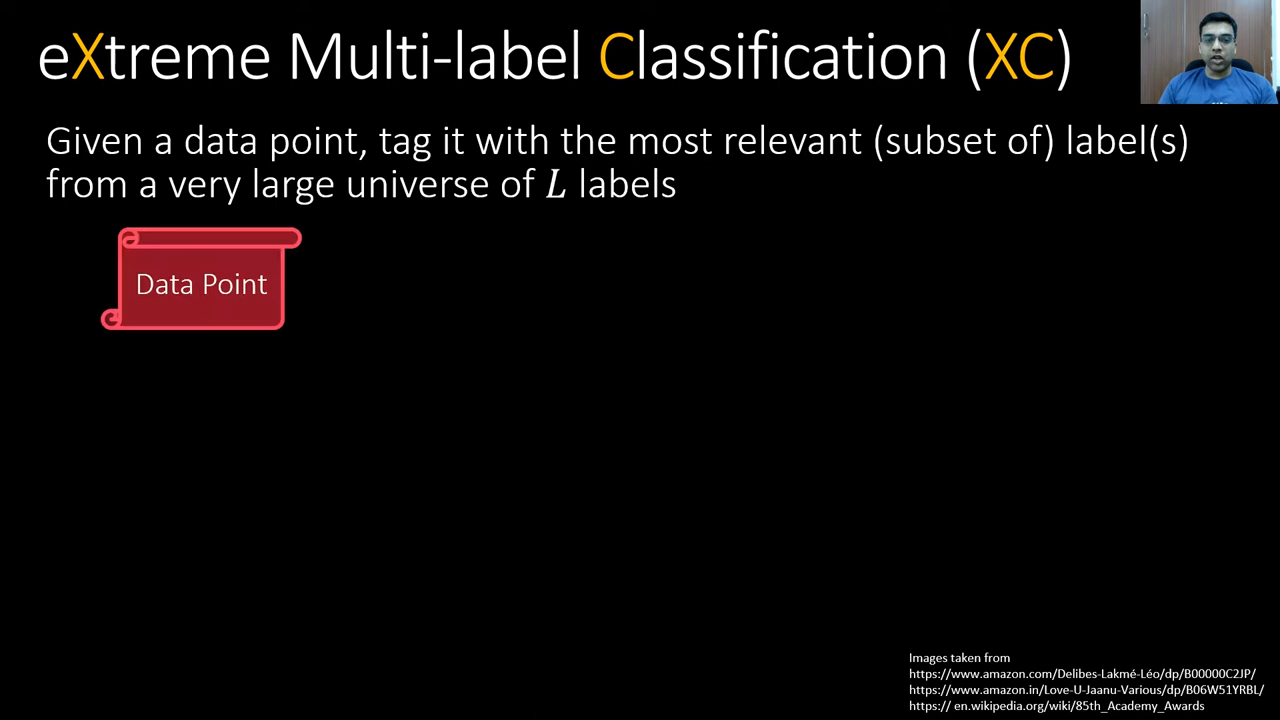 eXtreme Multi-label Classification (XC)
Given a data point, tag it with the most relevant (subset of) label(s)
from a very large universe of L labels
Data Point
Images taken from
https://www.amazon.com/Delibes-Lakmé-Léo/dp/B00000C2JP/
https://www.amazon.in/Love-U-Jaanu-Various/dp/B06W51YRBL/
https:// en.wikipedia.org/wiki/85th_Academy_Awards